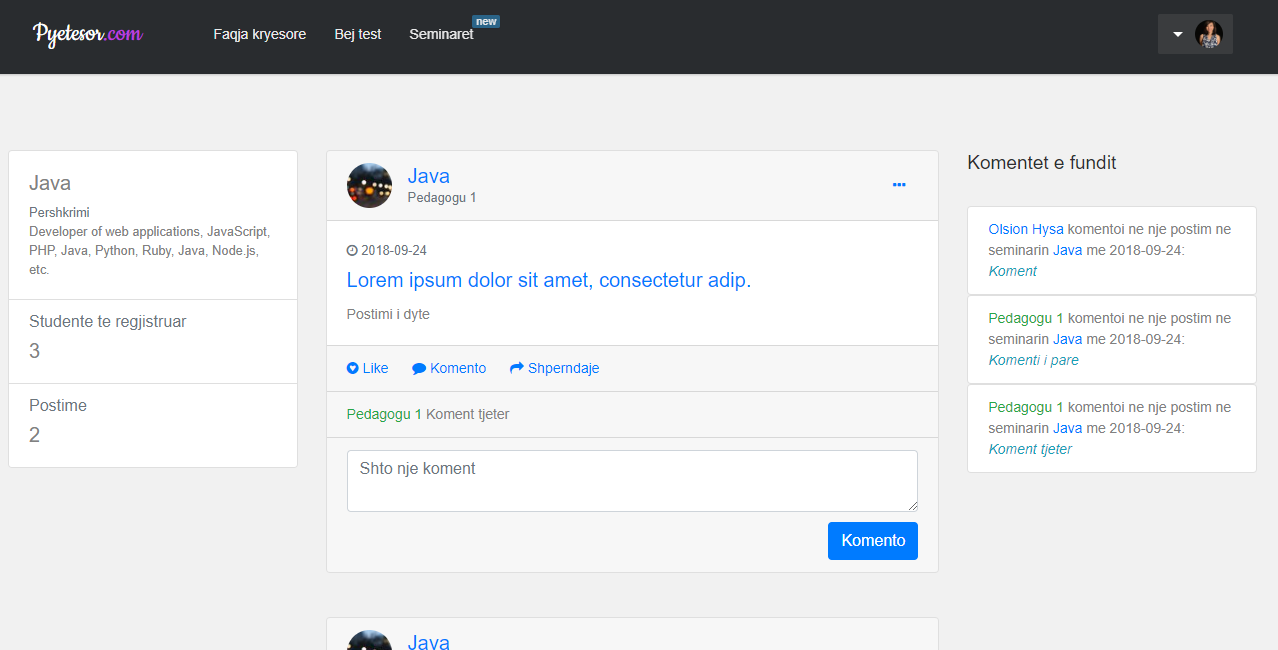 Pyetesor.com
Faqja kryesore
Bej test
Seminaret
new
Java
Pershkrimi
Developer of web applications, JavaScript,
PHP, Java, Python, Ruby, Java, Node.js,
etc.
Studente te regjistruar
3
Postime
2
Java
Pedagogu 1
2018-09-24
Lorem ipsum dolor sit amet, consectetur adip.
Postimi i dyte
Like
Komento
Shperndaje
Pedagogu 1 Koment tjeter
Shto nje koment
Komento
Java
Komentet e fundit
Olsion Hysa komentoi ne nje postim ne
seminarin Java me 2018-09-24:
Koment
Pedagogu 1 komentoi ne nje postim ne
seminarin Java me 2018-09-24:
Komenti i pare
Pedagogu 1 komentoi ne nje postim ne
seminarin Java me 2018-09-24:
Koment tjeter